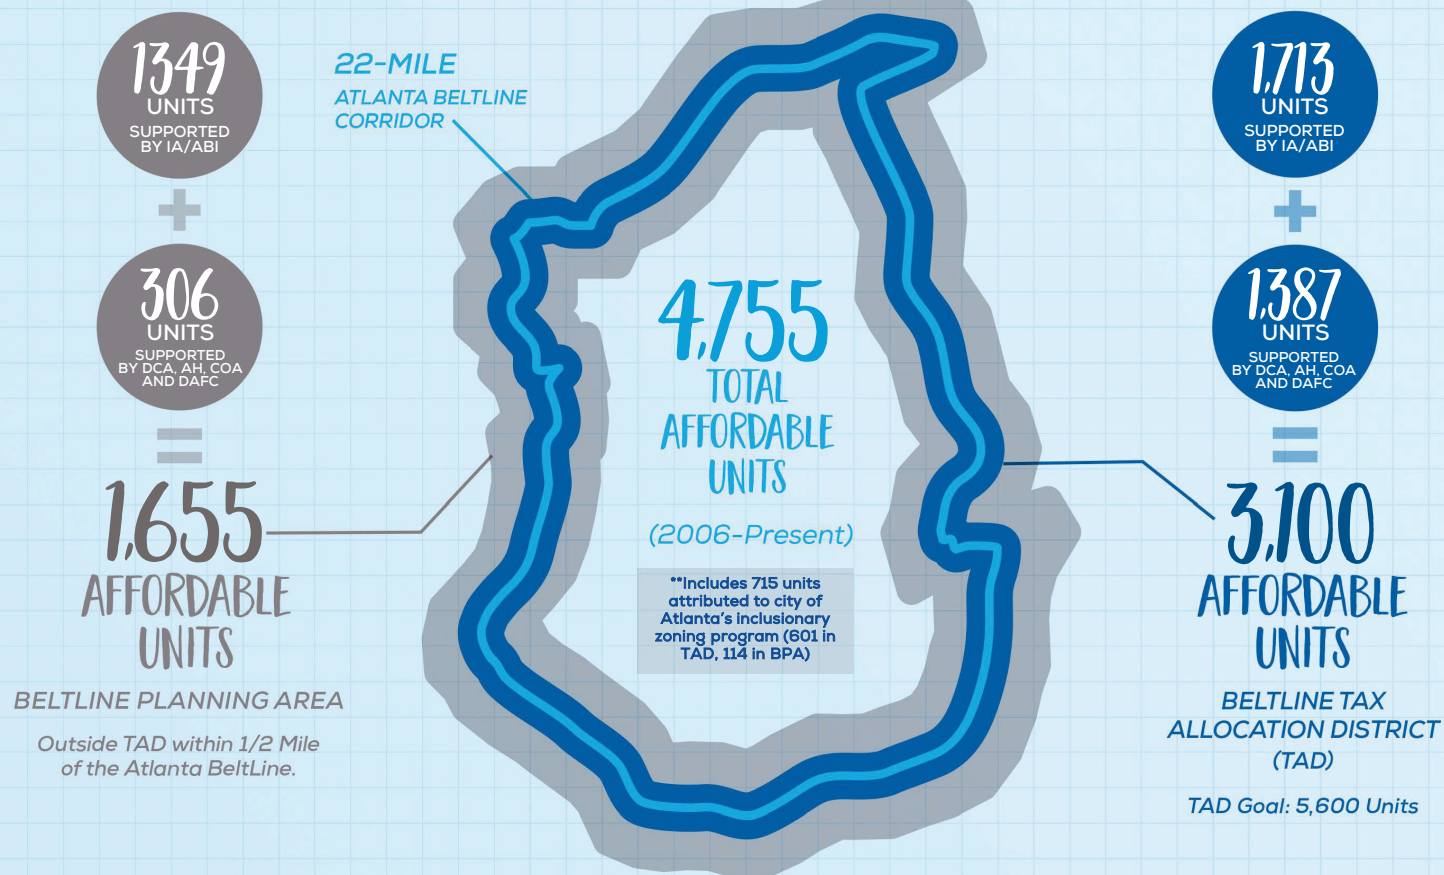 1349
UNITS
SUPPORTED
BY IA/ABI
+
306
UNITS
SUPPORTED
BY DCA, AH, COA
AND DAFC
=
1,655
AFFORDABLE
UNITS
BELTLINE PLANNING AREA
Outside TAD within 1/2 Mile
of the Atlanta BeltLine.
22-MILE
ATLANTA BELTLINE
CORRIDOR
4,755
TOTAL
AFFORDABLE
UNITS
(2006-Present)
**Includes 715 units
attributed to city of
Atlanta's inclusionary
zoning program (601 in
TAD, 114 in BPA)
1,713
UNITS
SUPPORTED
BY IA/ABI
+
1,387
UNITS
SUPPORTED
BY DCA, AH, COA
AND DAFC
=
3,100
AFFORDABLE
UNITS
BELTLINE TAX
ALLOCATION DISTRICT
(TAD)
TAD Goal: 5,600 Units